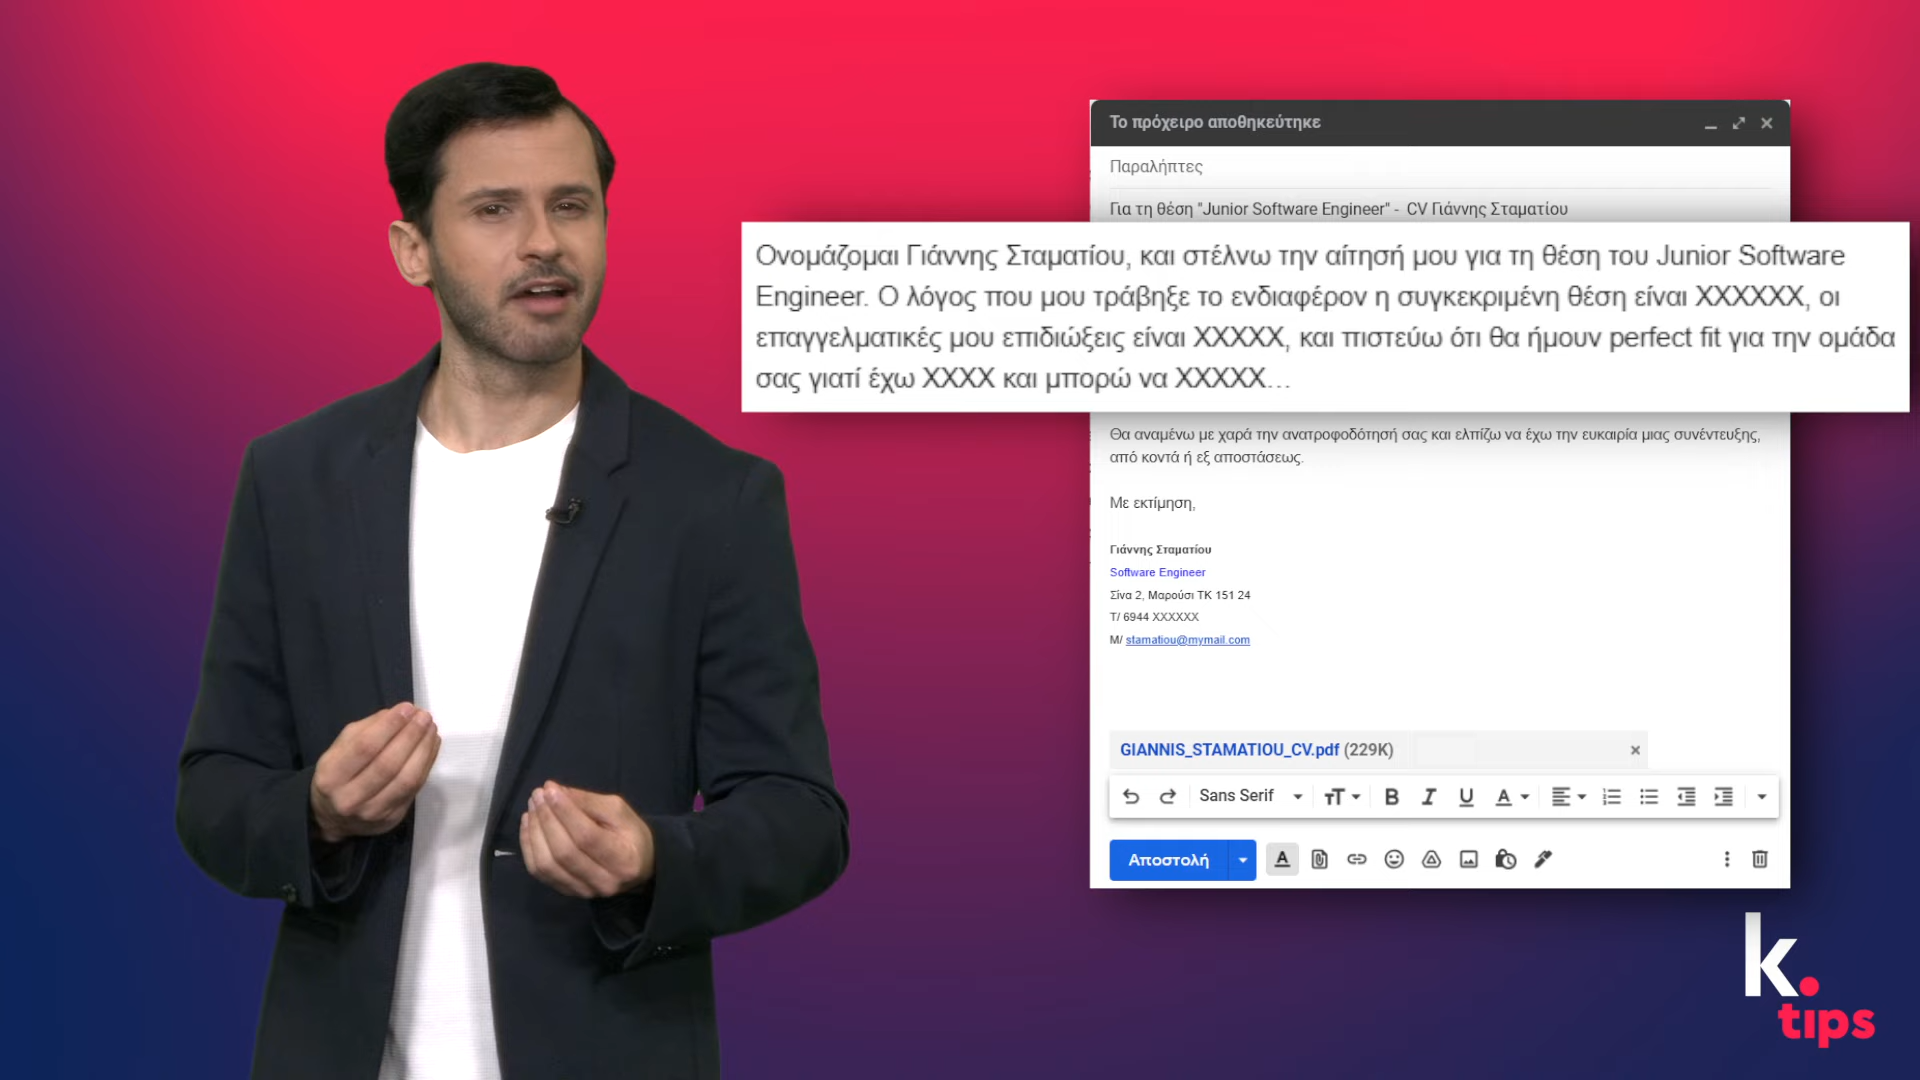 Το πρόχειρο αποθηκεύτηκε
Παραλήπτες
Για τη θέση "Junior Software Engineer" - CV Γιάννης Σταματίου
Ονομάζομαι Γιάννης Σταματίου, και στέλνω την αίτησή μου για τη θέση του Junior Software
Engineer. Ο λόγος που μου τράβηξε το ενδιαφέρον η συγκεκριμένη θέση είναι XXXXXX, οι
επαγγελματικές μου επιδιώξεις είναι XXXXX, και πιστεύω ότι θα ήμουν perfect fit για την ομάδα
σας γιατί έχω XXXX και μπορώ να XXXXX...
Θα αναμένω με χαρά την ανατροφοδότησή σας και ελπίζω να έχω την ευκαιρία μιας συνέντευξης,
από κοντά ή εξ αποστάσεως.
Με εκτίμηση,
Γιάννης Σταματίου
Software Engineer
Σίνα 2, Μαρούσι ΤΚ 151 24
T/ 6944 XXXXXX
M/ stamatiou@mymail.com
GIANNIS_STAMATIOU_CV.pdf (229K)
Sans Serif
Αποστολή
k.
tips